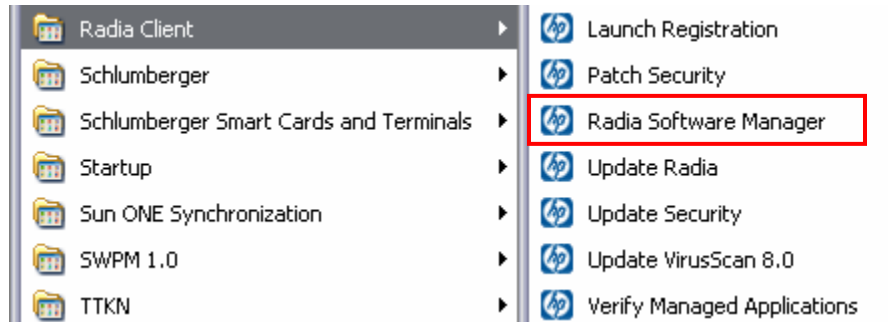 Radia Client
Schlumberger
Schlumberger Smart Cards and Terminals
Startup
Sun ONE Synchronization
SWPM 1.0
TTKN
Launch Registration
Patch Security
Radia Software Manager
Update Radia
Update Security
Update VirusScan 8.0
Verify Managed Applications